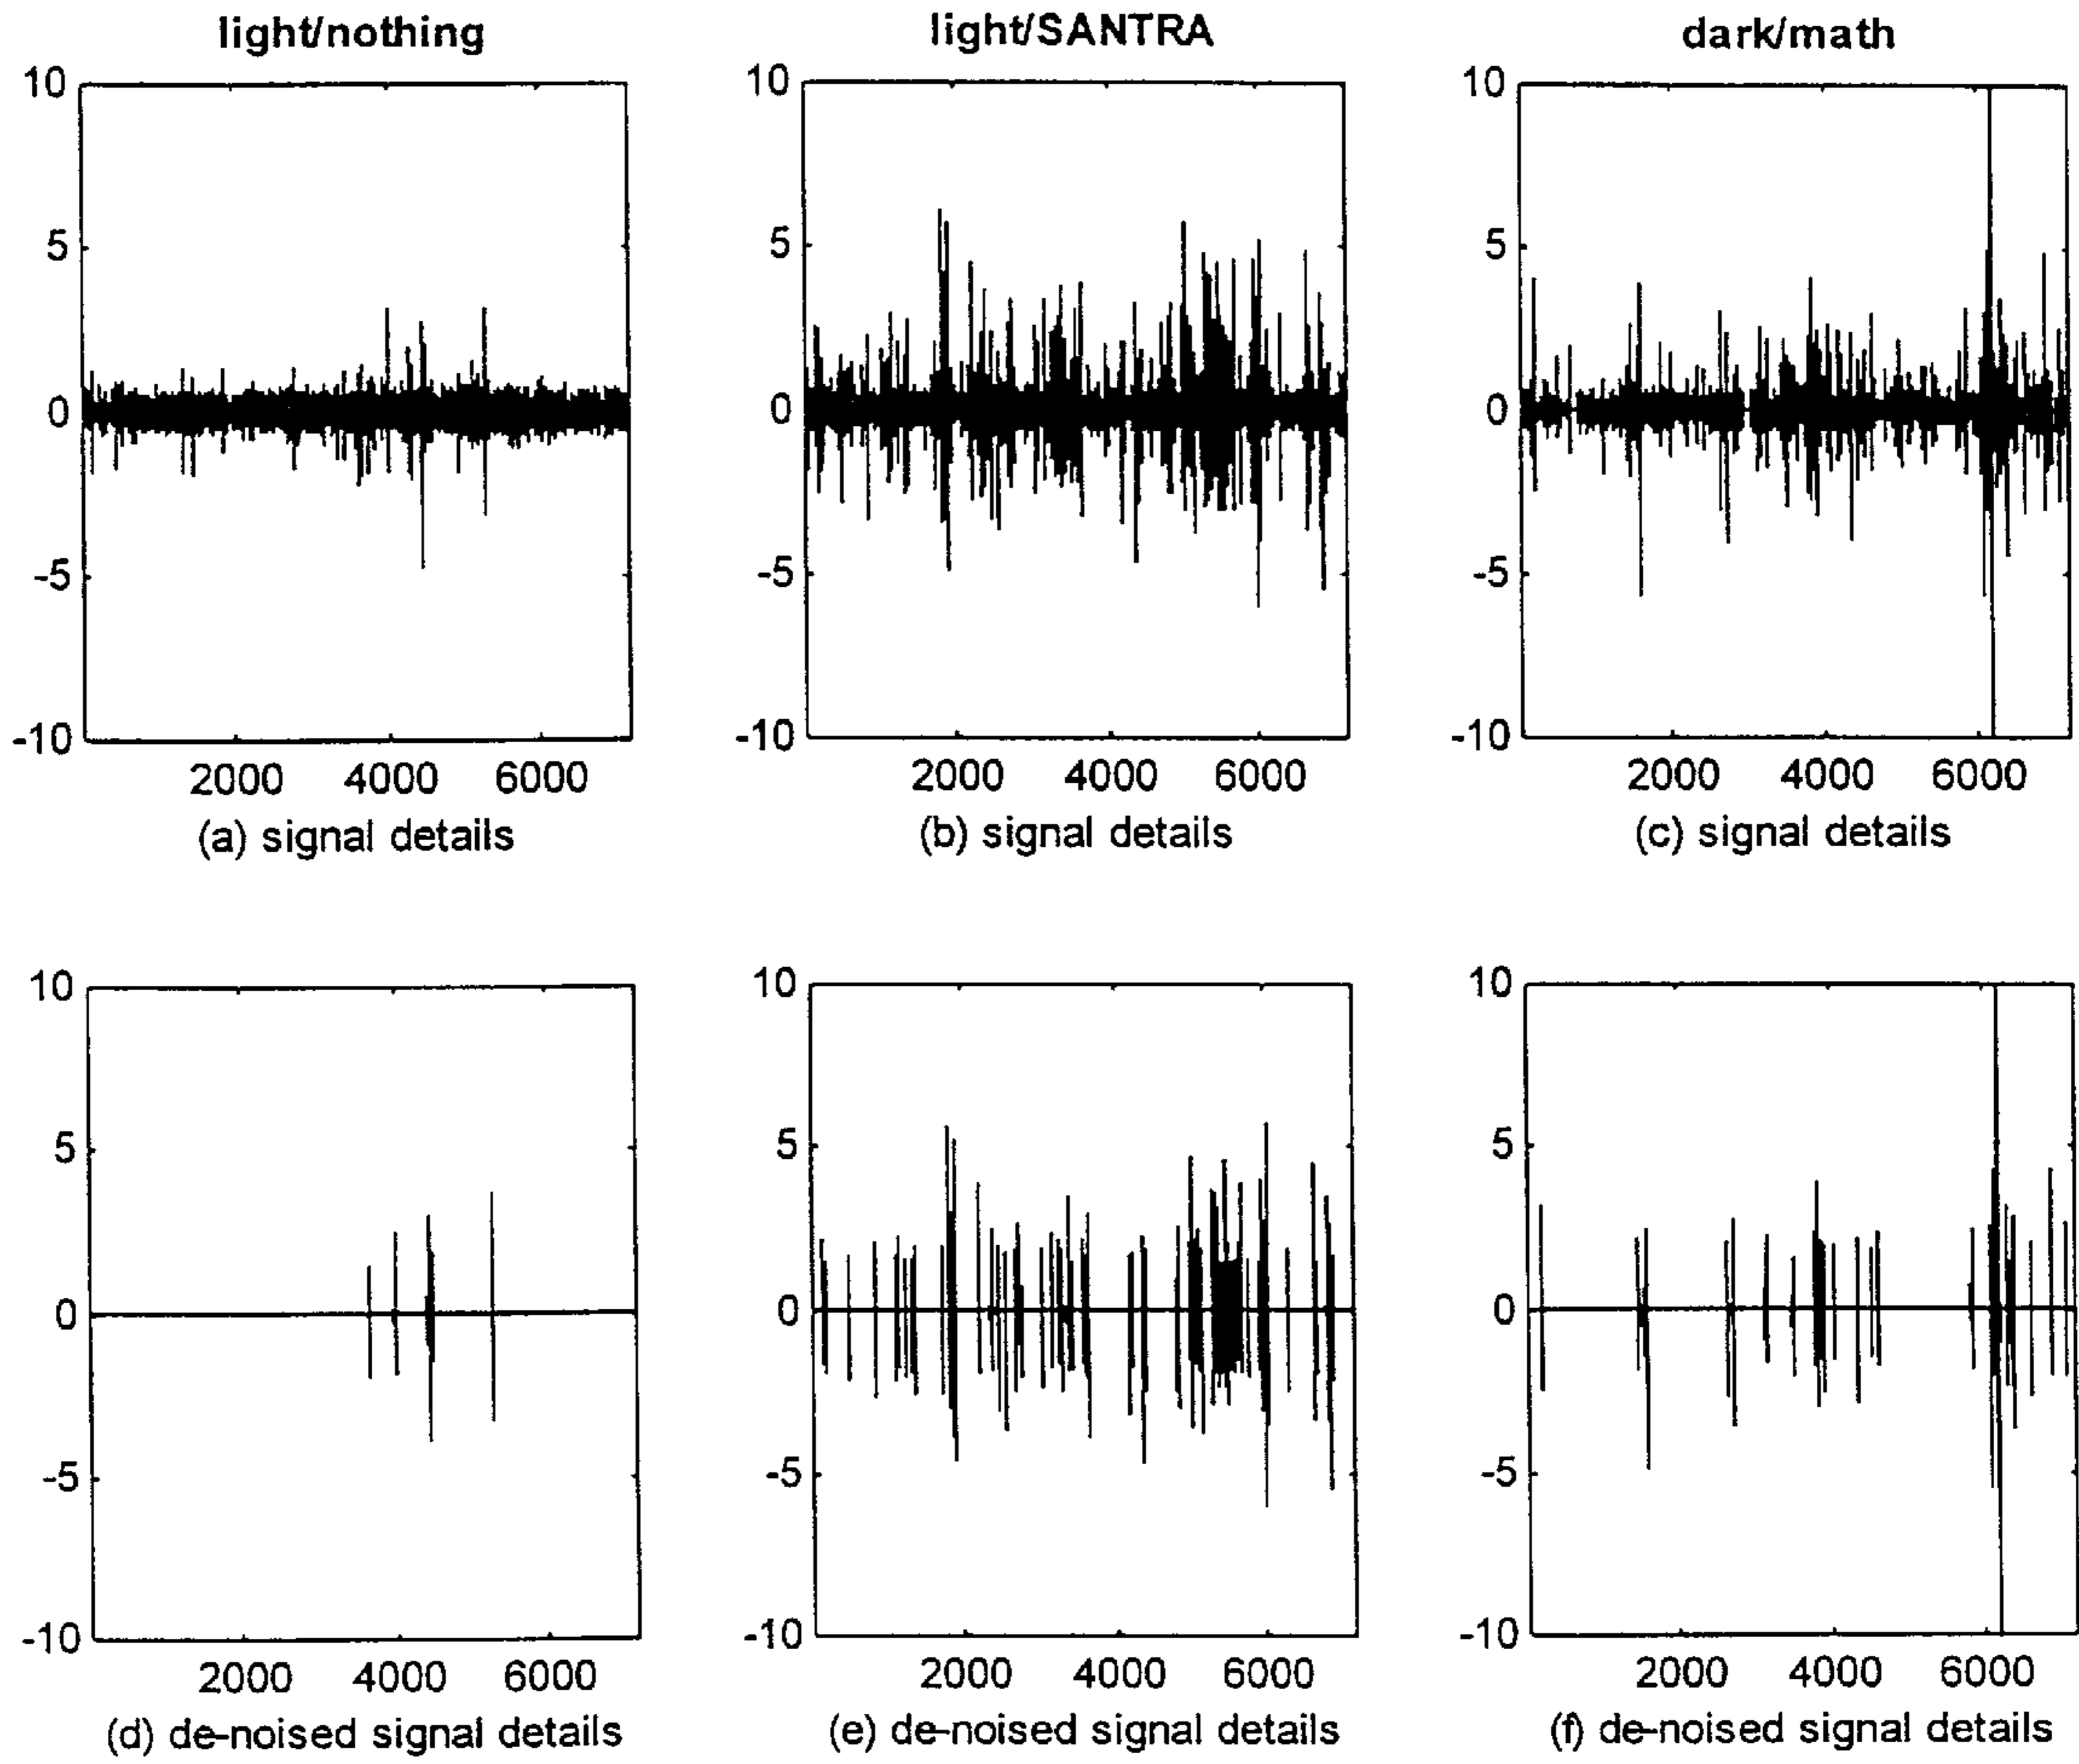 light/nothing light/SANTRA dark/math
10 10 10
5 5 5
0 0 0
-5 -5 -5
-10 -10 -10
2000 4000 6000 2000 4000 6000 2000 4000 6000
(a) signal details (b) signal details (c) signal details
10 10 10
5 5 5
0 0 0
-5 -5 -5
-10 -10 -10
2000 4000 6000 2000 4000 6000 2000 4000 6000
(d) de-noised signal details (e) de-noised signal details (f) de-noised signal details